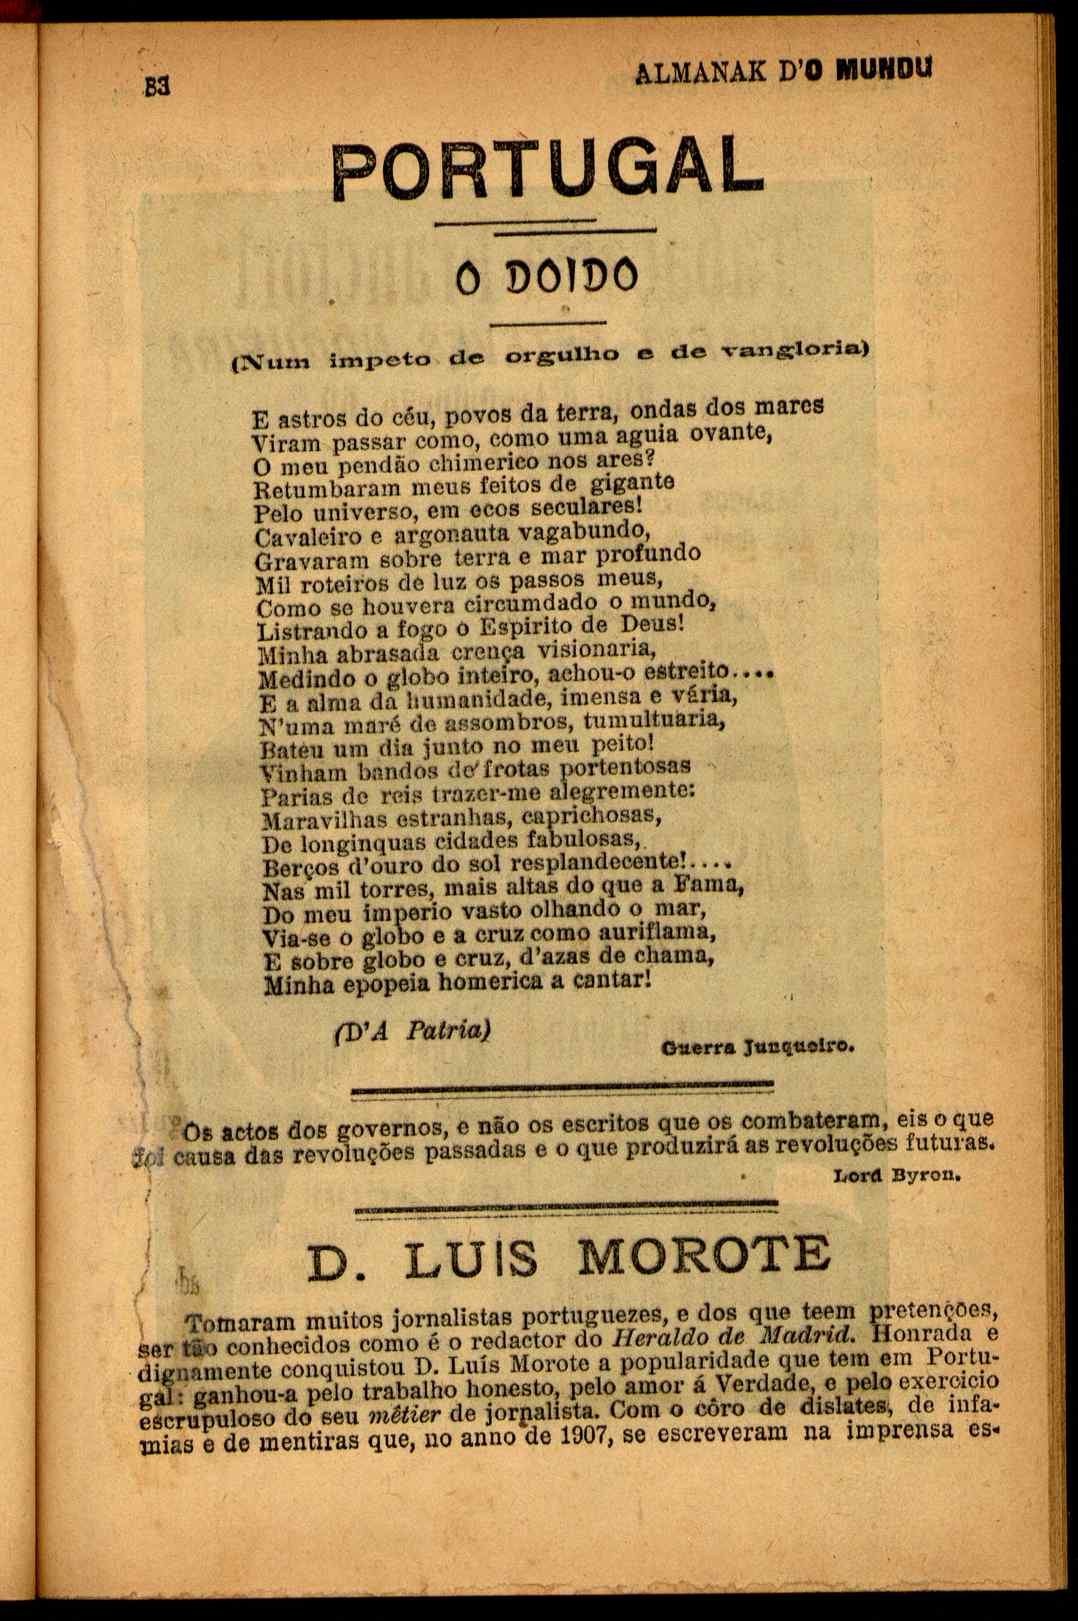 83
ALMANAK D'O MUNDO
PORTUGAL
O DOIDO
(Num impeto de orgulho e de vangloria)
E astros do céu, povos da terra, ondas dos mares
Viram passar como, como uma aguia ovante,
O meu pendão chimerico nos ares?
Retumbaram meus feitos de gigante
Pelo universo, em ecos seculares!
Cavaleiro e argonauta vagabundo,
Gravaram sobre terra e mar profundo
Mil roteiros de luz os passos meus,
Como se houvera circumdado o mundo,
Listrando a fogo o Espirito de Deus!
Minha abrasada crença visionaria,
Medindo o globo inteiro, achou-o estreito....
E a alma da humanidade, imensa e vária,
N'uma maré de assombros, tumultuaria,
Bateu um dia junto no meu peito!
Vinham bandos de frotas portentosas
Parias de reis trazer-me alegremente:
Maravilhas estranhas, caprichosas,
De longinquas cidades fabulosas,
Berços d'ouro do sol resplandecente!....
Nas mil torres, mais altas do que a Fama,
Do meu imperio vasto olhando o mar,
Via-se o globo e a cruz como auriflama,
E sobre globo e cruz, d'azas de chama,
Minha epopeia homerica a cantar!
(D'A Patria)
Guerra Junqueiro.
Os actos dos governos, e não os escritos que os combateram, eis o que
foi causa das revoluções passadas e o que produzirá as revoluções futuras.
Lord Byron.
D. LUIS MOROTE
Tomaram muitos jornalistas portuguezes, e dos que teem pretenções,
ser tão conhecidos como é o redactor do Heraldo de Madrid. Honrada e
dignamente conquistou D. Luís Morote a popularidade que tem em Portu-
gal: ganhou-a pelo trabalho honesto, pelo amor á Verdade, e pelo exercicio
escrupuloso do seu mêtier de jornalista. Com o côro de dislates, de infa-
mias e de mentiras que, no anno de 1907, se escreveram na imprensa es-